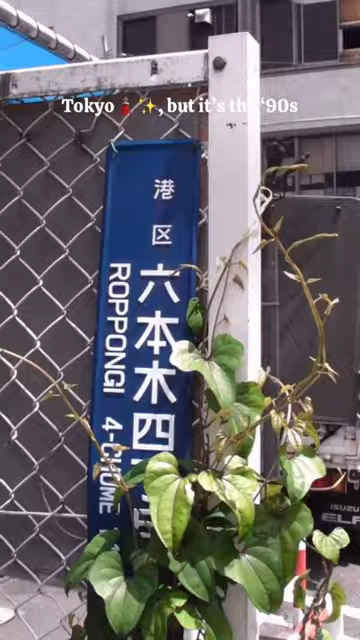 Tokyo 🗼✨, but it's the '90s
港区
六本木四
ROPPONGI 4-CHOME
ISUZU
ELF